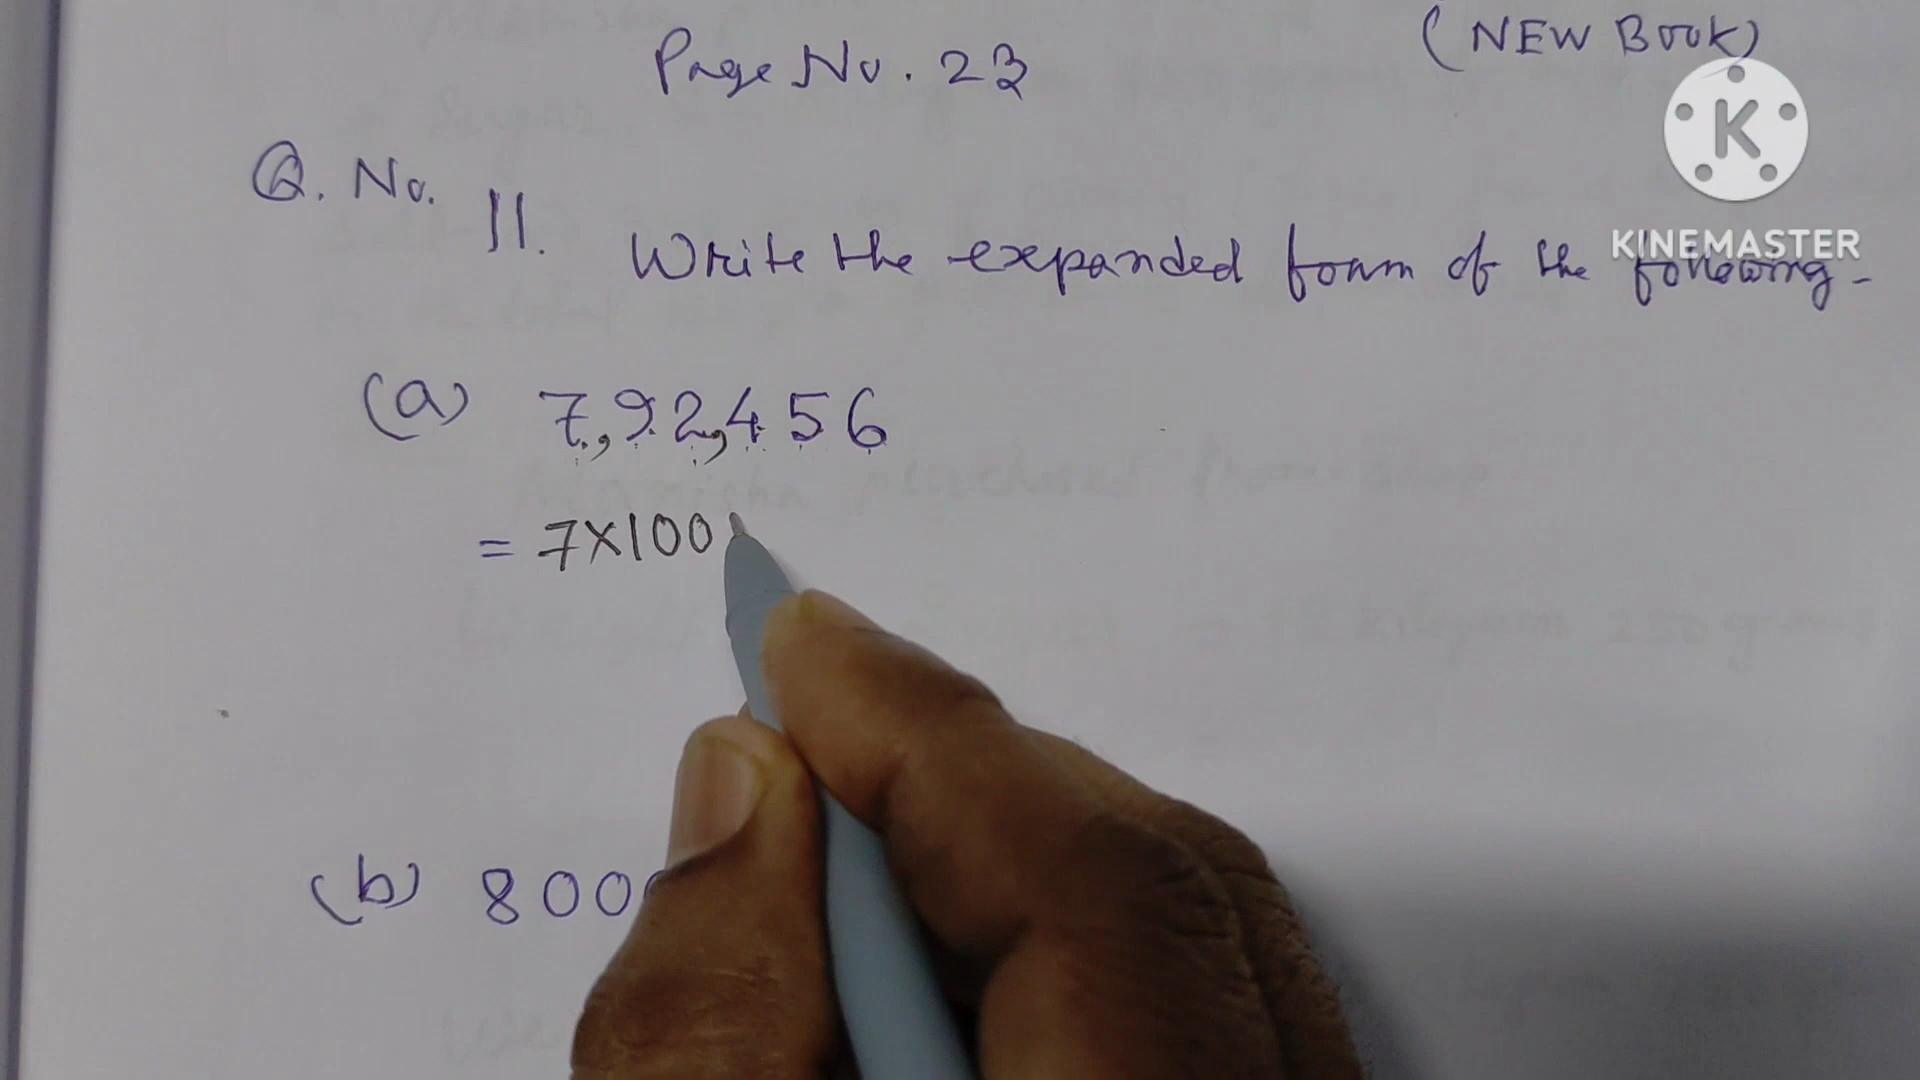 (NEW BOOK)
Page No. 23
K
KINEMASTER
Q. No. 11. Write the expanded form of the following -
(a) 7,92,456
= 7×100
(b) 800